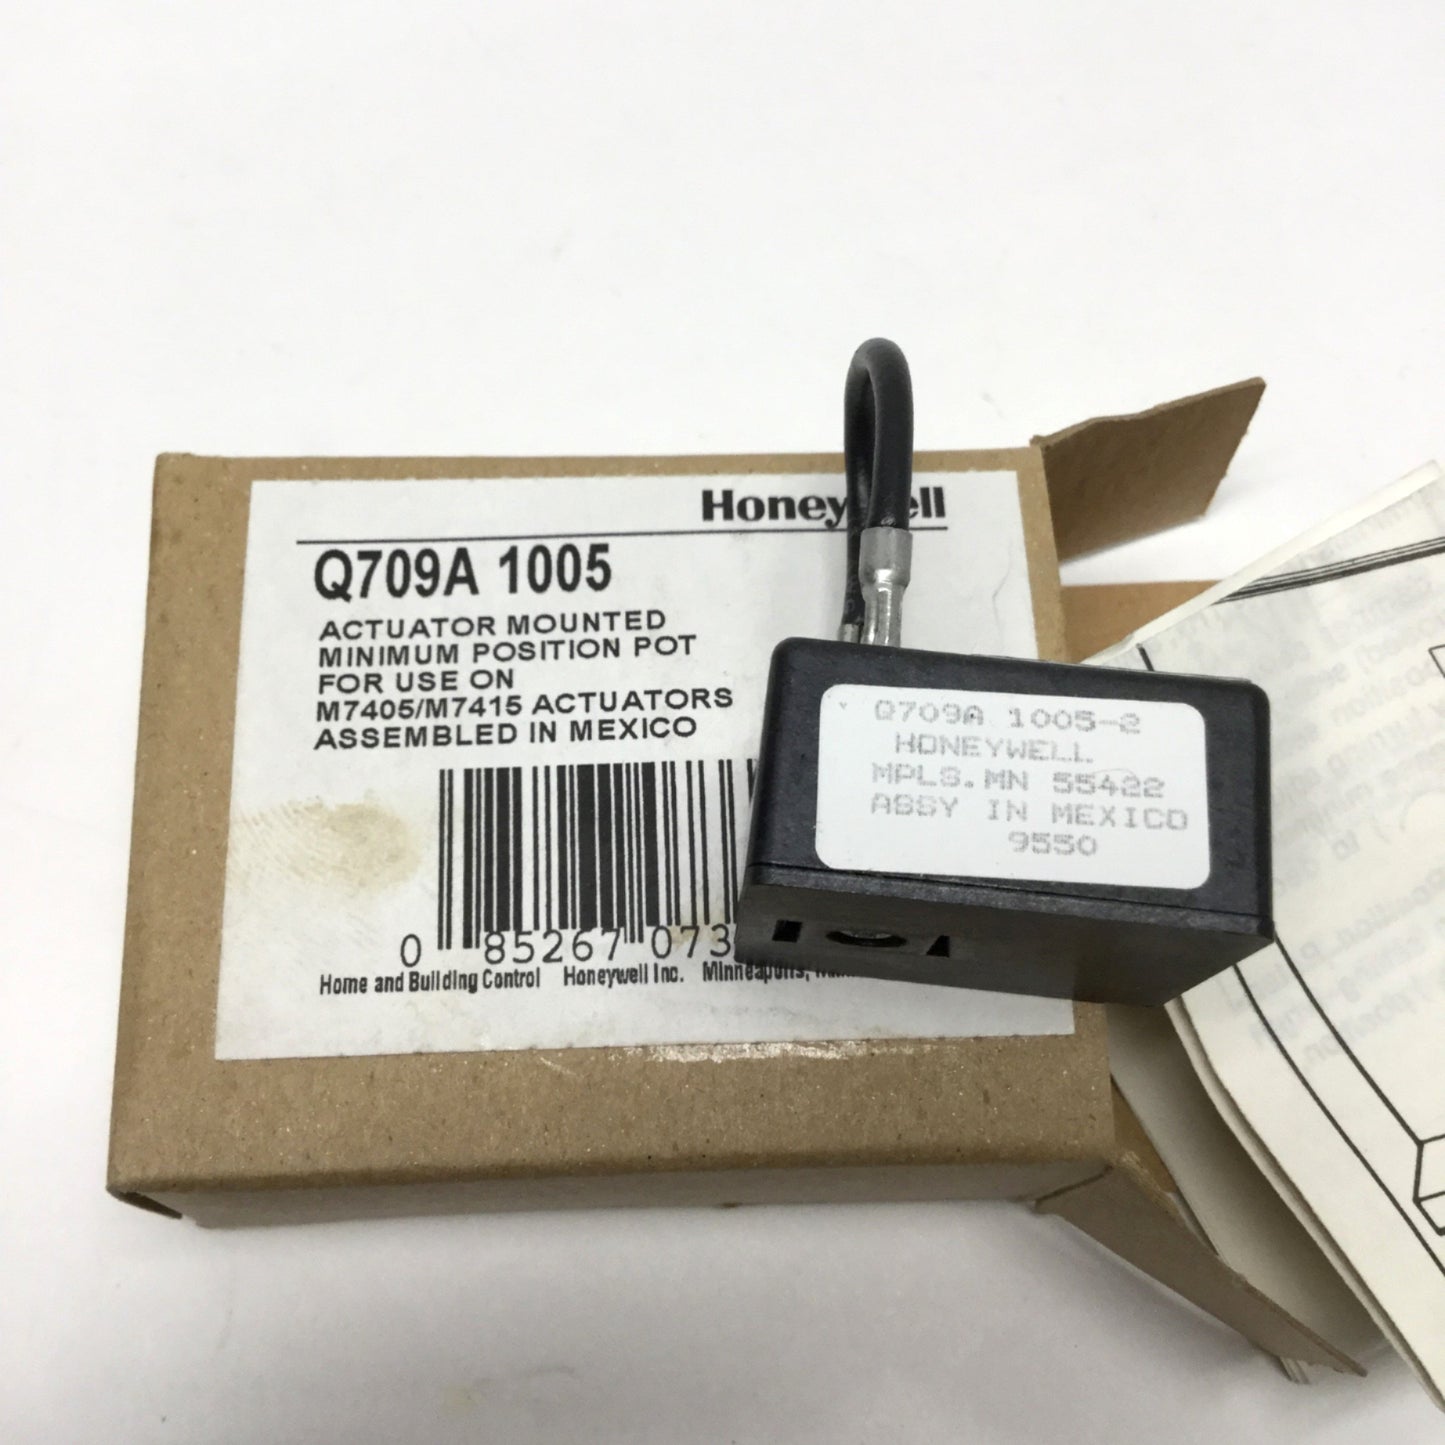 Honeywell
Q709A 1005
ACTUATOR MOUNTED
MINIMUM POSITION POT
FOR USE ON
M7405/M7415 ACTUATORS
ASSEMBLED IN MEXICO
0 85267 073
Home and Building Control Honeywell Inc. Minneapolis,
Q709A 1005-2
HONEYWELL
MPLS.MN 55422
ASSY IN MEXICO
9550